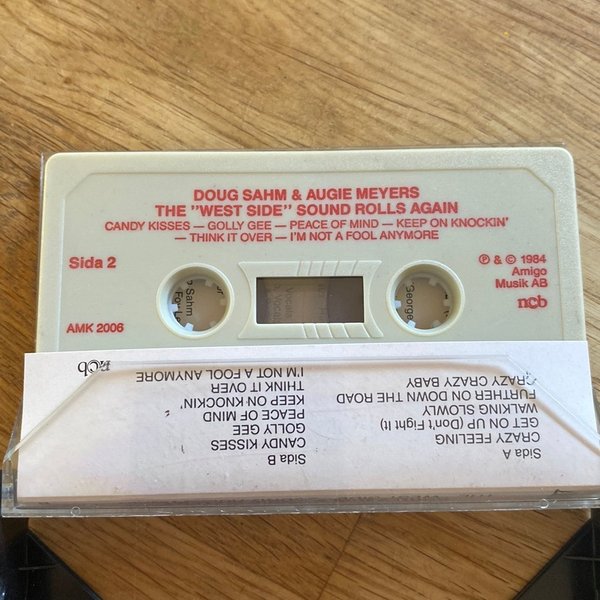 DOUG SAHM & AUGIE MEYERS
THE "WEST SIDE" SOUND ROLLS AGAIN
CANDY KISSES — GOLLY GEE — PEACE OF MIND — KEEP ON KNOCKIN'
— THINK IT OVER — I'M NOT A FOOL ANYMORE
Sida 2
℗ & © 1984
Amigo
Musik AB
ncb
AMK 2006
Sahm
George
Sida A
CRAZY FEELING
GET ON UP (Don't Fight It)
WALKING SLOWLY
FURTHER ON DOWN THE ROAD
CRAZY CRAZY BABY
Sida B
CANDY KISSES
GOLLY GEE
PEACE OF MIND
KEEP ON KNOCKIN'
THINK IT OVER
I'M NOT A FOOL ANYMORE
ncb